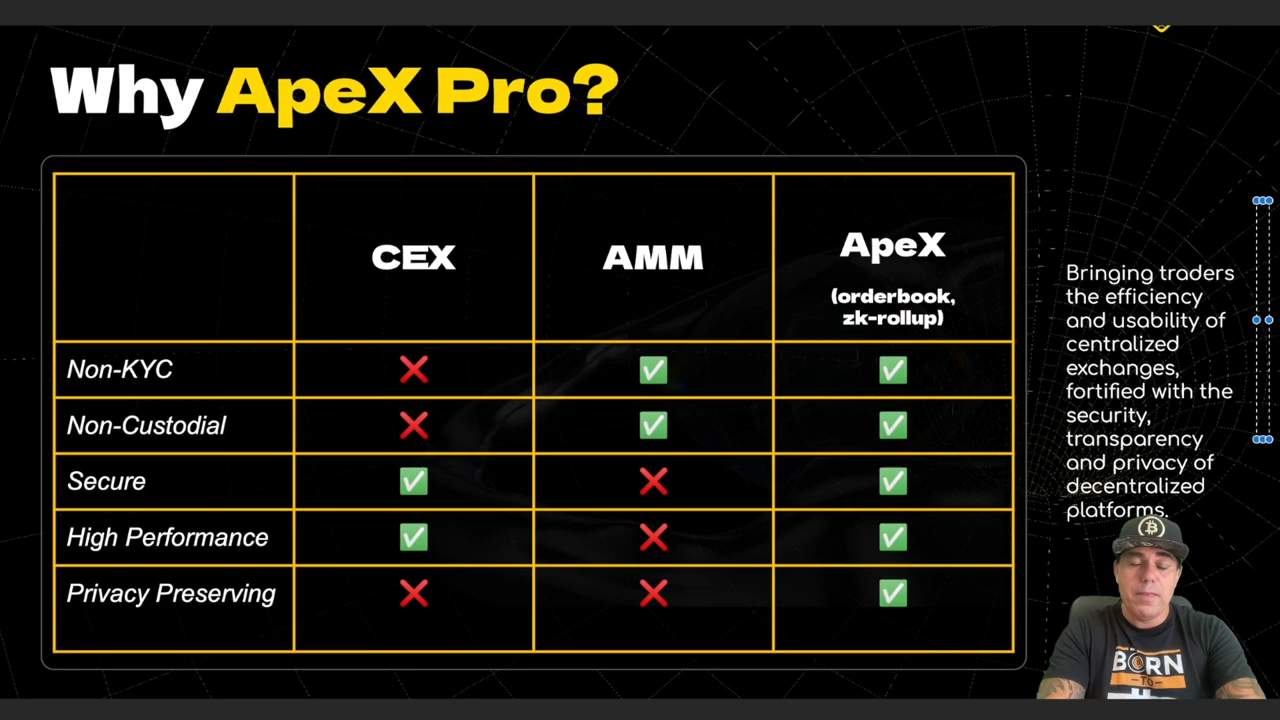 Why ApeX Pro?
CEX
AMM
ApeX
(orderbook,
zk-rollup)
Non-KYC ❌ ✅ ✅
Non-Custodial ❌ ✅ ✅
Secure ✅ ❌ ✅
High Performance ✅ ❌ ✅
Privacy Preserving ❌ ❌ ✅
Bringing traders
the efficiency
and usability of
centralized
exchanges,
fortified with the
security,
transparency
and privacy of
decentralized
platforms.
BORN
TO